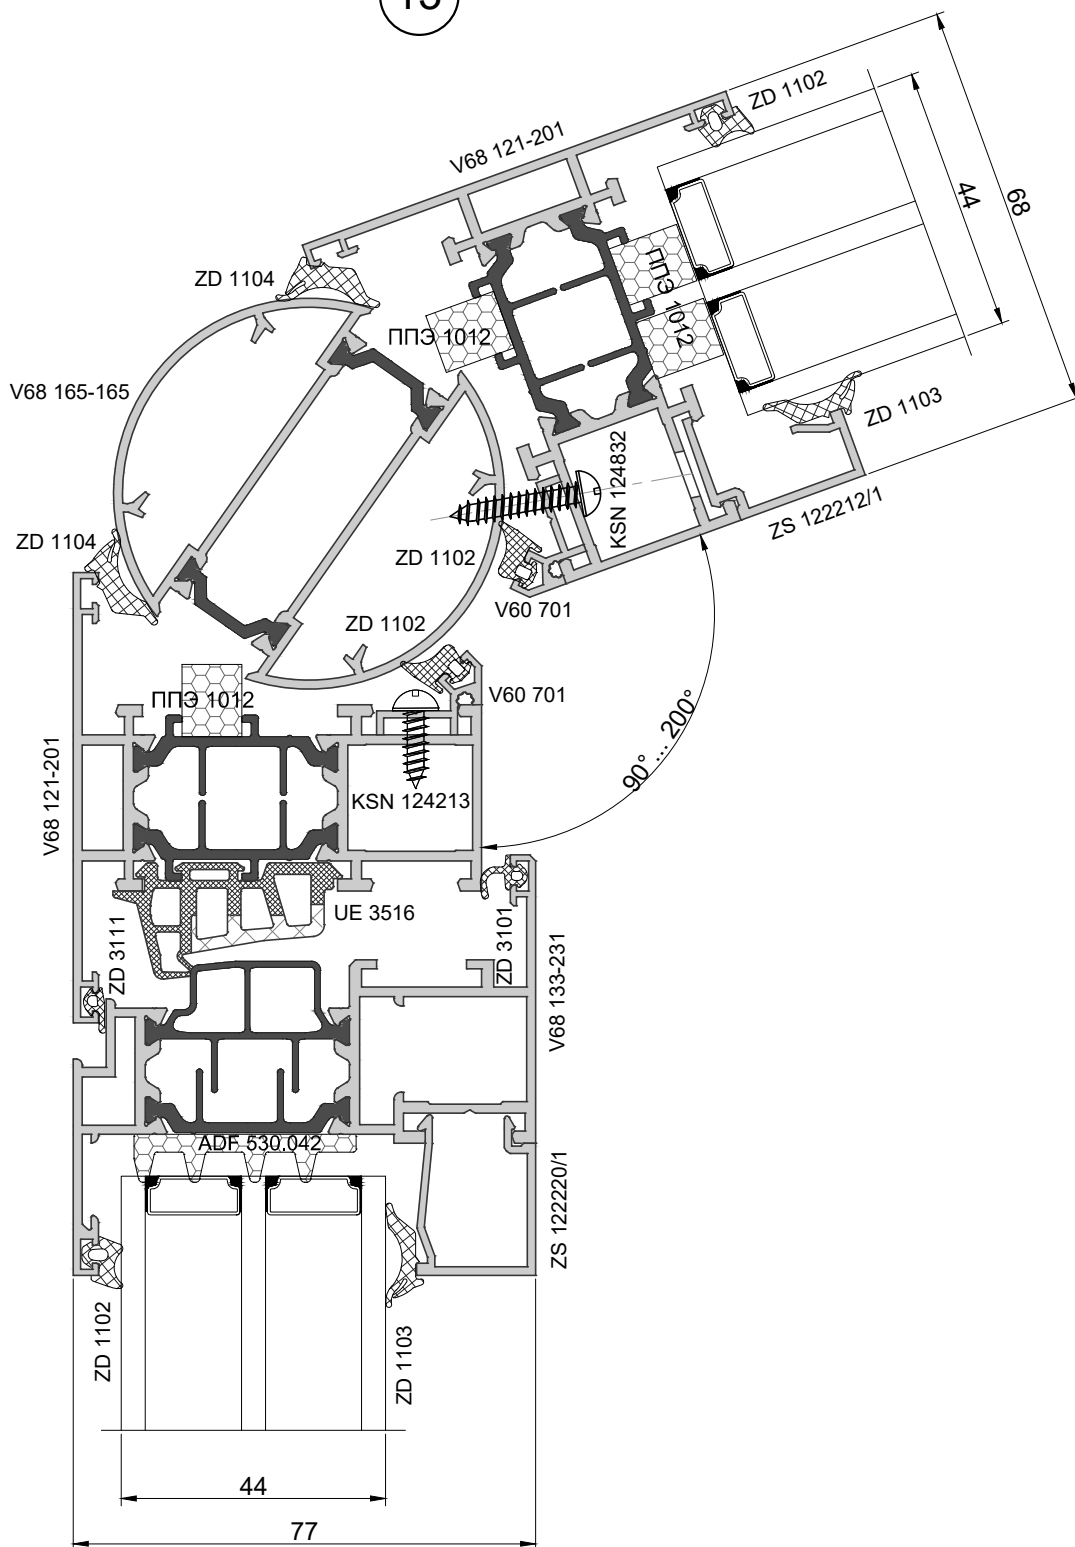 ZD 1102
V68 121-201
44
68
ZD 1104
ППЭ 1012
ППЭ 1012
V68 165-165
ZD 1103
KSN 124832
ZS 122212/1
ZD 1104
ZD 1102
V60 701
ZD 1102
ППЭ 1012
V60 701
90° ... 200°
V68 121-201
KSN 124213
UE 3516
ZD 3111
ZD 3101
V68 133-231
ADF 530.042
ZS 122220/1
ZD 1102
ZD 1103
44
77